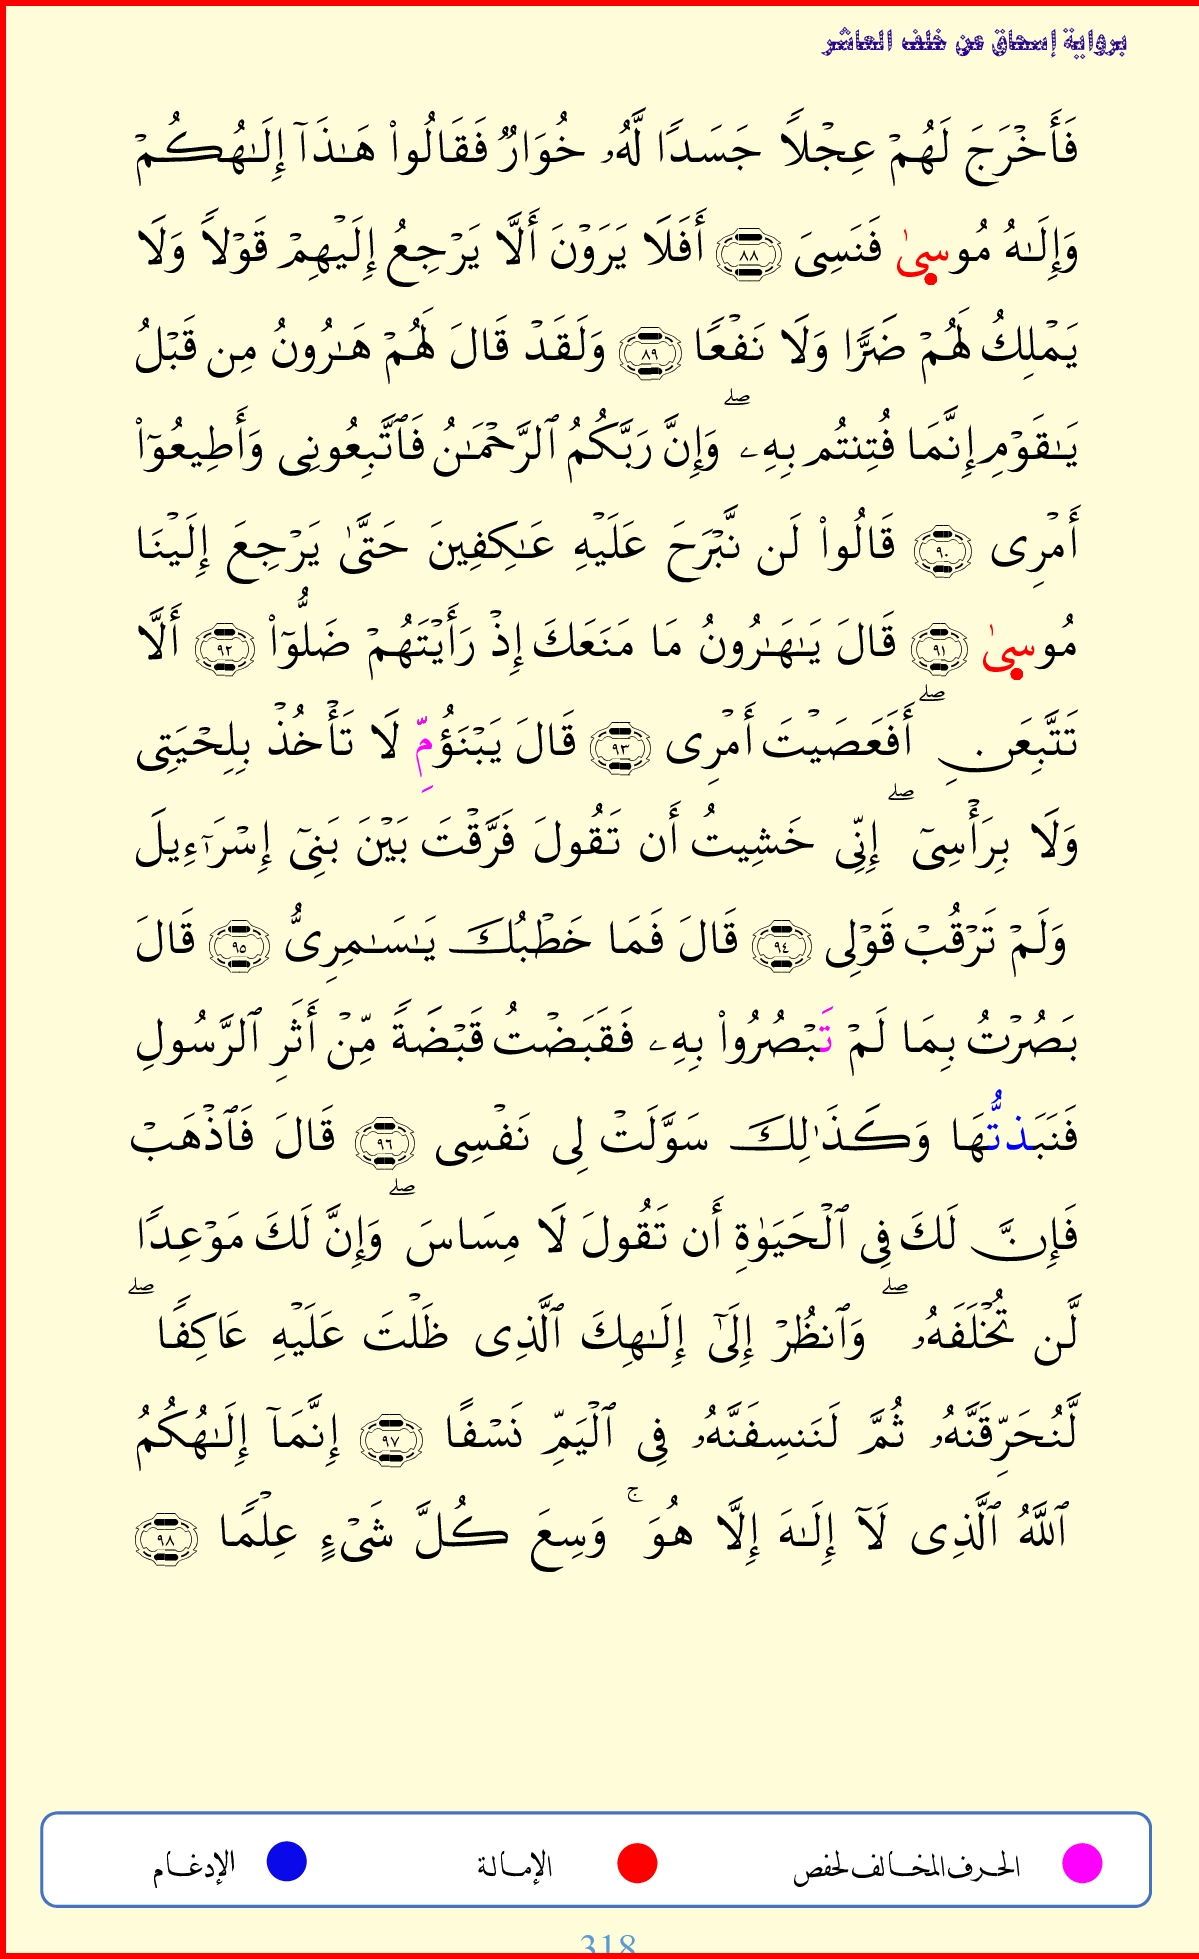 برواية إسحاق عن خلف العاشر
فَأَخۡرَجَ لَهُمۡ عِجۡلًا جَسَدًا لَّهُۥ خُوَارٌ فَقَالُواْ هَٰذَآ إِلَٰهُكُمۡ
وَإِلَٰهُ مُوسىٰ فَنَسِىَ ٨٨ أَفَلَا يَرَوۡنَ أَلَّا يَرۡجِعُ إِلَيۡهِمۡ قَوۡلًا وَلَا
يَمۡلِكُ لَهُمۡ ضَرًّا وَلَا نَفۡعًا ٨٩ وَلَقَدۡ قَالَ لَهُمۡ هَٰرُونُ مِن قَبۡلُ
يَٰقَوۡمِ إِنَّمَا فُتِنتُم بِهِۦ ۖ وَإِنَّ رَبَّكُمُ ٱلرَّحۡمَٰنُ فَٱتَّبِعُونِى وَأَطِيعُوٓاْ
أَمۡرِى ٩٠ قَالُواْ لَن نَّبۡرَحَ عَلَيۡهِ عَٰكِفِينَ حَتَّىٰ يَرۡجِعَ إِلَيۡنَا
مُوسىٰ ٩١ قَالَ يَٰهَٰرُونُ مَا مَنَعَكَ إِذۡ رَأَيۡتَهُمۡ ضَلُّوٓاْ ٩٢ أَلَّا
تَتَّبِعَنِ ۖ أَفَعَصَيۡتَ أَمۡرِى ٩٣ قَالَ يَبۡنَؤُمِّ لَا تَأۡخُذۡ بِلِحۡيَتِى
وَلَا بِرَأۡسِىٓ ۖ إِنِّى خَشِيتُ أَن تَقُولَ فَرَّقۡتَ بَيۡنَ بَنِىٓ إِسۡرَآءِيلَ
وَلَمۡ تَرۡقُبۡ قَوۡلِى ٩٤ قَالَ فَمَا خَطۡبُكَ يَٰسَٰمِرِىُّ ٩٥ قَالَ
بَصُرۡتُ بِمَا لَمۡ تَبۡصُرُواْ بِهِۦ فَقَبَضۡتُ قَبۡضَةً مِّنۡ أَثَرِ ٱلرَّسُولِ
فَنَبَذتُّهَا وَكَذَٰلِكَ سَوَّلَتۡ لِى نَفۡسِى ٩٦ قَالَ فَٱذۡهَبۡ
فَإِنَّ لَكَ فِى ٱلۡحَيَوٰةِ أَن تَقُولَ لَا مِسَاسَ ۖ وَإِنَّ لَكَ مَوۡعِدًا
لَّن تُخۡلَفَهُۥ ۖ وَٱنظُرۡ إِلَىٰٓ إِلَٰهِكَ ٱلَّذِى ظَلۡتَ عَلَيۡهِ عَاكِفًا ۖ
لَّنُحَرِّقَنَّهُۥ ثُمَّ لَنَنسِفَنَّهُۥ فِى ٱلۡيَمِّ نَسۡفًا ٩٧ إِنَّمَآ إِلَٰهُكُمُ
ٱللَّهُ ٱلَّذِى لَآ إِلَٰهَ إِلَّا هُوَ ۚ وَسِعَ كُلَّ شَىۡءٍ عِلۡمًا ٩٨
الحرف المخالف لحفص الإمالة الإدغام
318